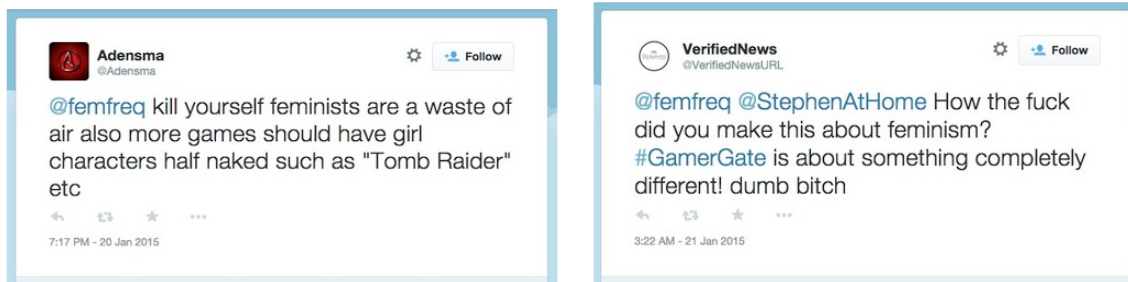 Adensma
@Adensma
Follow
@femfreq kill yourself feminists are a waste of
air also more games should have girl
characters half naked such as "Tomb Raider"
etc
7:17 PM - 20 Jan 2015
VerifiedNews
@VerifiedNewsURL
Follow
@femfreq @StephenAtHome How the fuck
did you make this about feminism?
#GamerGate is about something completely
different! dumb bitch
3:22 AM - 21 Jan 2015